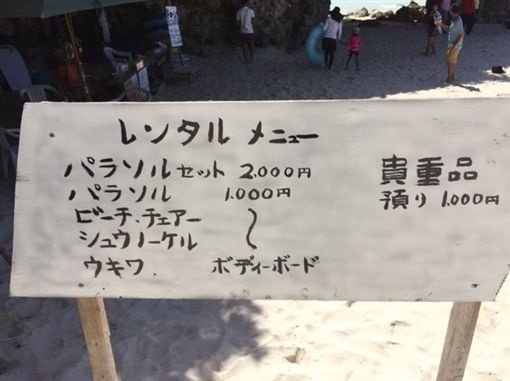 レンタル メニュー
パラソルセット 2.000円
パラソル 1.000円
ビーチ.チェアー
シュウノーケル 〜
ウキワ ボディーボード
貴重品
預り 1.000円